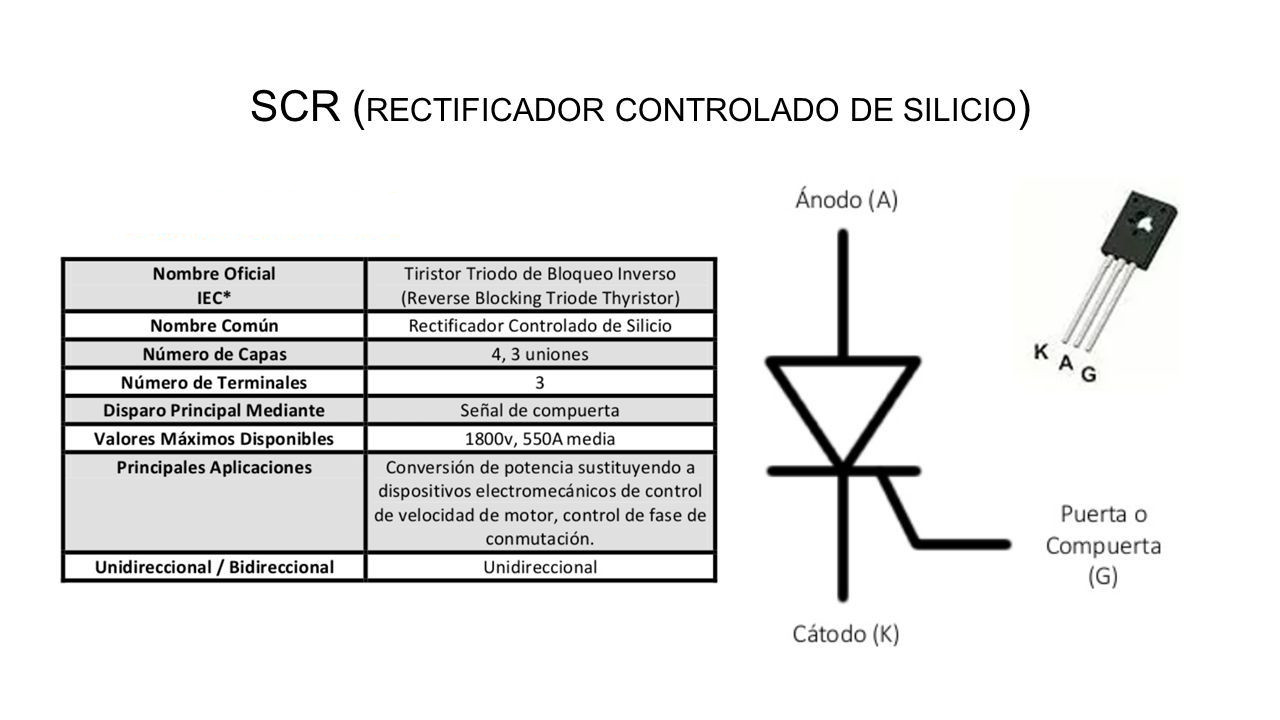 SCR (RECTIFICADOR CONTROLADO DE SILICIO)
Nombre Oficial
IEC*
Tiristor Triodo de Bloqueo Inverso
(Reverse Blocking Triode Thyristor)
Nombre Común
Rectificador Controlado de Silicio
Número de Capas
4, 3 uniones
Número de Terminales
3
Disparo Principal Mediante
Señal de compuerta
Valores Máximos Disponibles
1800v, 550A media
Principales Aplicaciones
Conversión de potencia sustituyendo a
dispositivos electromecánicos de control
de velocidad de motor, control de fase de
conmutación.
Unidireccional / Bidireccional
Unidireccional
Ánodo (A)
Puerta o
Compuerta
(G)
Cátodo (K)
K A G